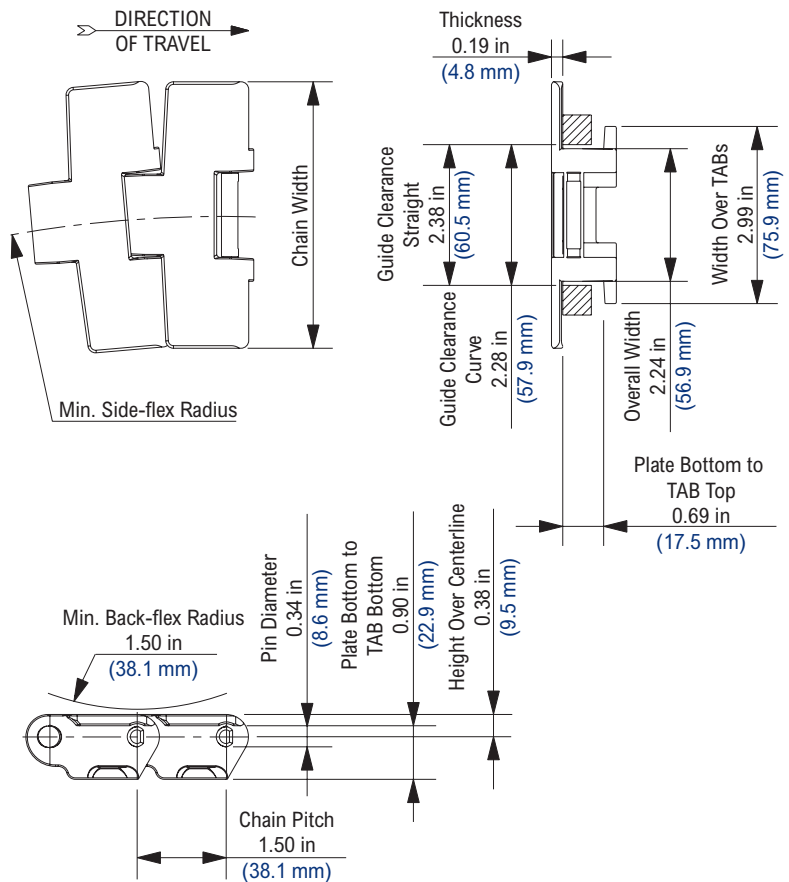 DIRECTION
OF TRAVEL
Chain Width
Min. Side-flex Radius
Thickness
0.19 in
(4.8 mm)
Guide Clearance
Straight
2.38 in
(60.5 mm)
Guide Clearance
Curve
2.28 in
(57.9 mm)
Width Over TABs
2.99 in
(75.9 mm)
Overall Width
2.24 in
(56.9 mm)
Plate Bottom to
TAB Top
0.69 in
(17.5 mm)
Min. Back-flex Radius
1.50 in
(38.1 mm)
Pin Diameter
0.34 in
(8.6 mm)
Plate Bottom to
TAB Bottom
0.90 in
(22.9 mm)
Height Over Centerline
0.38 in
(9.5 mm)
Chain Pitch
1.50 in
(38.1 mm)